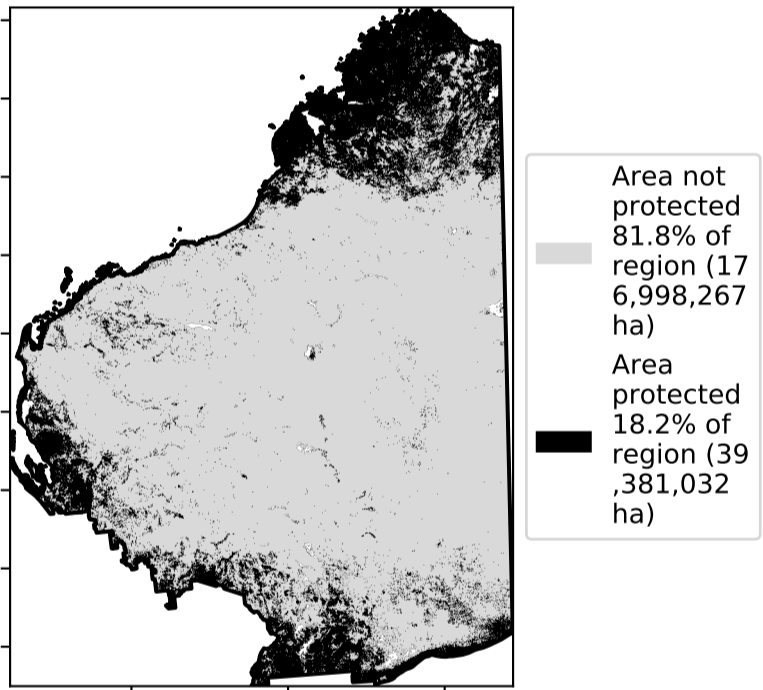 Area not
protected
81.8% of
region (17
6,998,267
ha)
Area
protected
18.2% of
region (39
,381,032
ha)